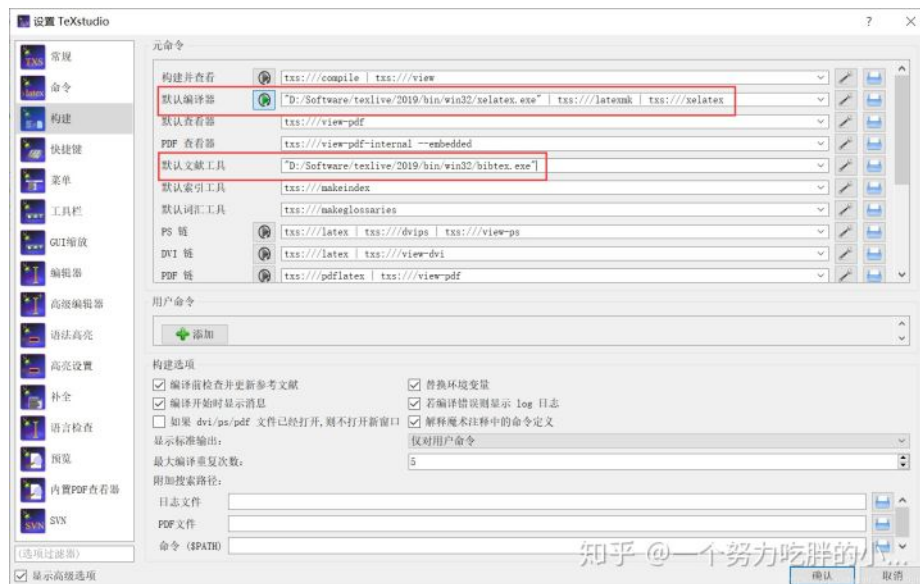 设置 TeXstudio
常规
命令
构建
快捷键
菜单
工具栏
GUI缩放
编辑器
高级编辑器
语法高亮
高亮设置
补全
语言检查
预览
内置PDF查看器
SVN
(选项过滤器)
显示高级选项
元命令
构建并查看 txs:///compile | txs:///view
默认编译器 "D:/Software/texlive/2019/bin/win32/xelatex.exe" | txs:///latexmk | txs:///xelatex
默认查看器 txs:///view-pdf
PDF 查看器 txs:///view-pdf-internal --embedded
默认文献工具 "D:/Software/texlive/2019/bin/win32/bibtex.exe"
默认索引工具 txs:///makeindex
默认词汇工具 txs:///makeglossaries
PS 链 txs:///latex | txs:///dvips | txs:///view-ps
DVI 链 txs:///latex | txs:///view-dvi
PDF 链 txs:///pdflatex | txs:///view-pdf
用户命令
添加
构建选项
编译前检查并更新参考文献 替换环境变量
编译开始时显示消息 若编译错误则显示 log 日志
如果 dvi/ps/pdf 文件已经打开,则不打开新窗口 解释魔术注释中的命令定义
显示标准输出: 仅对用户命令
最大编译重复次数: 5
附加搜索路径:
日志文件
PDF文件
命令 ($PATH)
知乎 @一个努力吃胖的小...
确认 取消